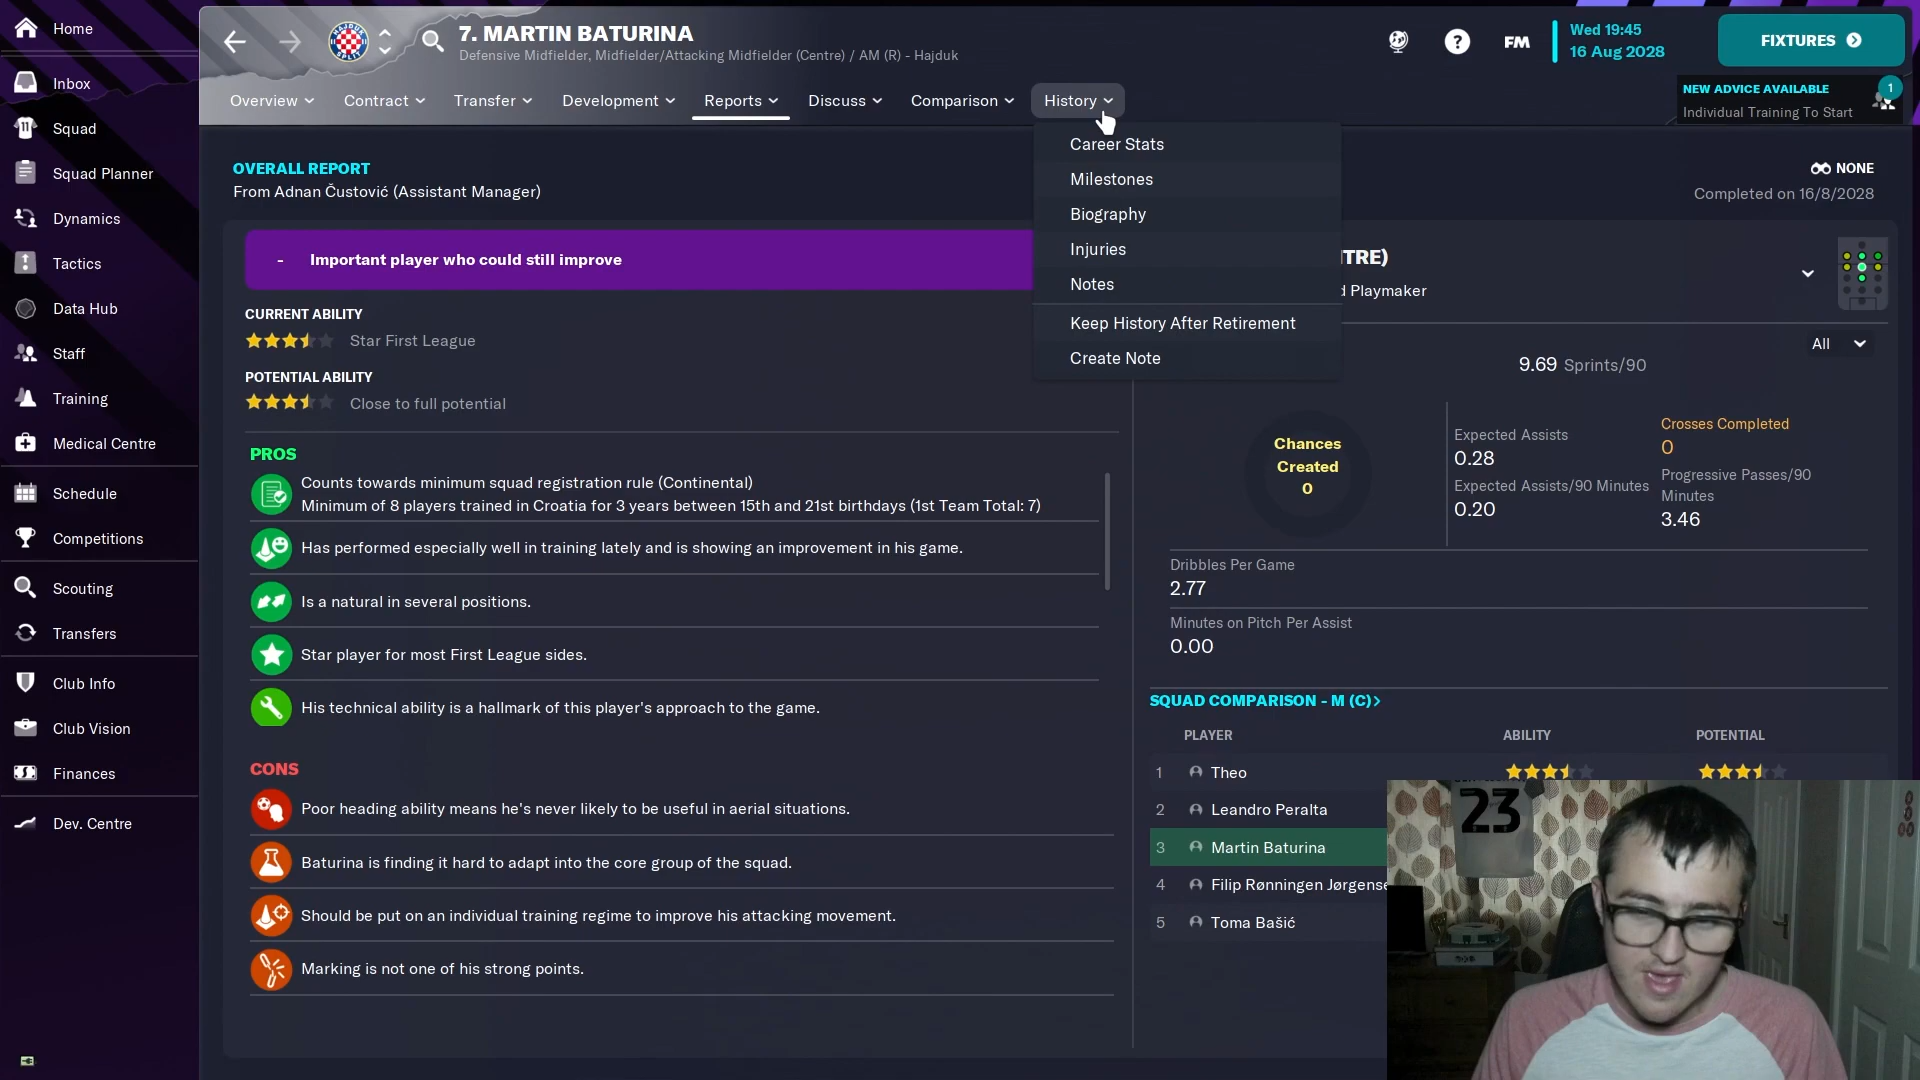 Home
Inbox
Squad
Squad Planner
Dynamics
Tactics
Data Hub
Staff
Training
Medical Centre
Schedule
Competitions
Scouting
Transfers
Club Info
Club Vision
Finances
Dev. Centre
7. MARTIN BATURINA
Defensive Midfielder, Midfielder/Attacking Midfielder (Centre) / AM (R) - Hajduk
FM
Wed 19:45
16 Aug 2028
FIXTURES
NEW ADVICE AVAILABLE
1
Individual Training To Start
Overview
Contract
Transfer
Development
Reports
Discuss
Comparison
History
Career Stats
Milestones
Biography
Injuries
Notes
Keep History After Retirement
Create Note
OVERALL REPORT
From Adnan Čustović (Assistant Manager)
NONE
Completed on 16/8/2028
- Important player who could still improve
CURRENT ABILITY
Star First League
POTENTIAL ABILITY
Close to full potential
PROS
Counts towards minimum squad registration rule (Continental)
Minimum of 8 players trained in Croatia for 3 years between 15th and 21st birthdays (1st Team Total: 7)
Has performed especially well in training lately and is showing an improvement in his game.
Is a natural in several positions.
Star player for most First League sides.
His technical ability is a hallmark of this player's approach to the game.
CONS
Poor heading ability means he's never likely to be useful in aerial situations.
Baturina is finding it hard to adapt into the core group of the squad.
Should be put on an individual training regime to improve his attacking movement.
Marking is not one of his strong points.
TRE)
d Playmaker
All
9.69 Sprints/90
Chances
Created
0
Expected Assists
0.28
Expected Assists/90 Minutes
0.20
Crosses Completed
0
Progressive Passes/90
Minutes
3.46
Dribbles Per Game
2.77
Minutes on Pitch Per Assist
0.00
SQUAD COMPARISON - M (C)>
PLAYER ABILITY POTENTIAL
1 Theo
2 Leandro Peralta
3 Martin Baturina
4 Filip Rønningen Jørgense
5 Toma Bašić
23